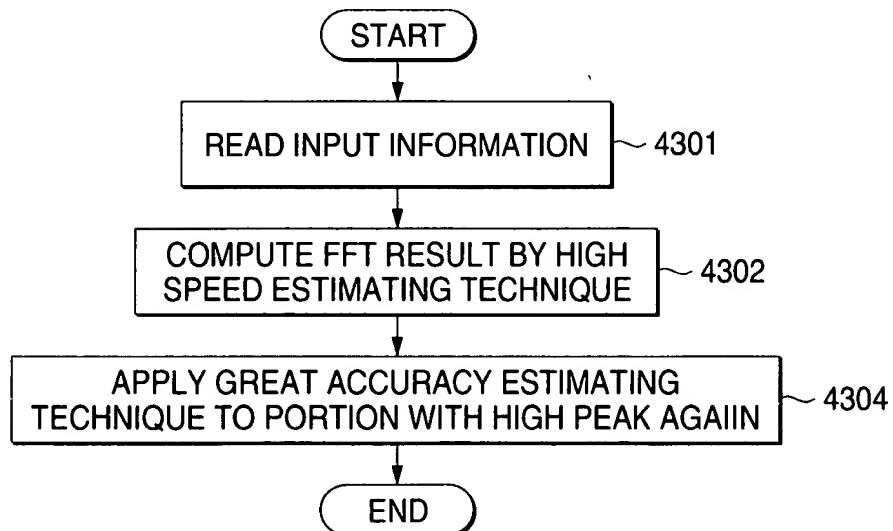 START
READ INPUT INFORMATION
4301
COMPUTE FFT RESULT BY HIGH
SPEED ESTIMATING TECHNIQUE
4302
APPLY GREAT ACCURACY ESTIMATING
TECHNIQUE TO PORTION WITH HIGH PEAK AGAIIN
4304
END